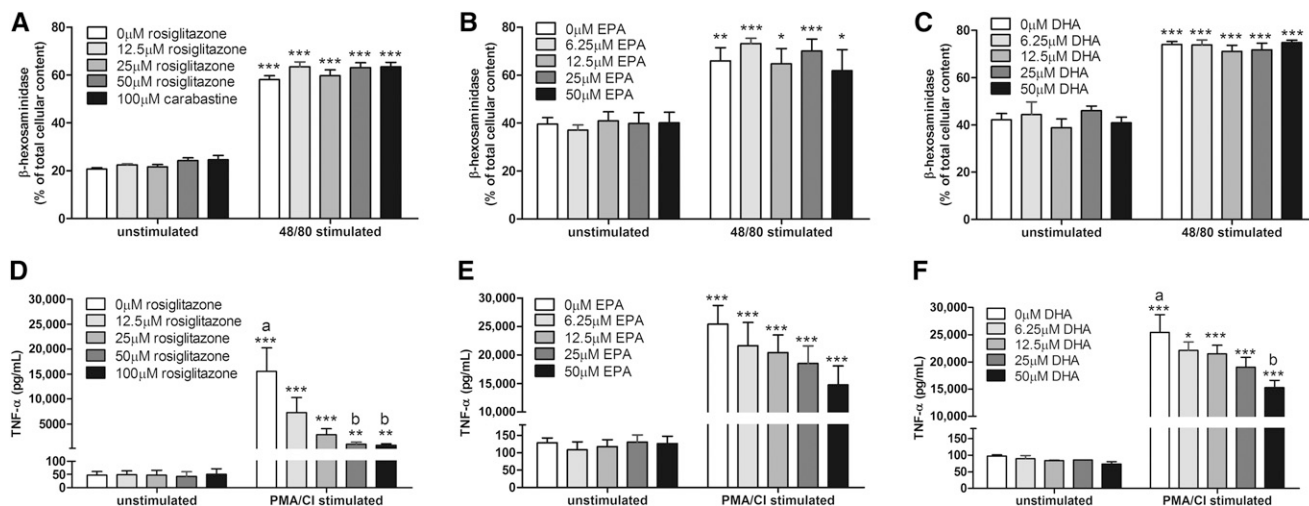 A
0μM rosiglitazone
12.5μM rosiglitazone
25μM rosiglitazone
50μM rosiglitazone
100μM carabastine
β-hexosaminidase
(% of total cellular content)
80
60
40
20
0
*** *** *** *** ***
unstimulated
48/80 stimulated
B
0μM EPA
6.25μM EPA
12.5μM EPA
25μM EPA
50μM EPA
β-hexosaminidase
(% of total cellular content)
80
60
40
20
0
** *** * *** *
unstimulated
48/80 stimulated
C
0μM DHA
6.25μM DHA
12.5μM DHA
25μM DHA
50μM DHA
β-hexosaminidase
(% of total cellular content)
80
60
40
20
0
*** *** *** *** ***
unstimulated
48/80 stimulated
D
0μM rosiglitazone
12.5μM rosiglitazone
25μM rosiglitazone
50μM rosiglitazone
100μM rosiglitazone
TNF-α (pg/mL)
30,000
25,000
20,000
15,000
10,000
5000
100
50
0
a
b b
*** *** *** ** **
unstimulated
PMA/CI stimulated
E
0μM EPA
6.25μM EPA
12.5μM EPA
25μM EPA
50μM EPA
TNF-α (pg/mL)
30,000
25,000
20,000
15,000
10,000
150
100
50
0
*** *** *** *** ***
unstimulated
PMA/CI stimulated
F
0μM DHA
6.25μM DHA
12.5μM DHA
25μM DHA
50μM DHA
TNF-α (pg/mL)
30,000
25,000
20,000
15,000
10,000
150
100
50
0
a
b
*** * *** *** ***
unstimulated
PMA/CI stimulated